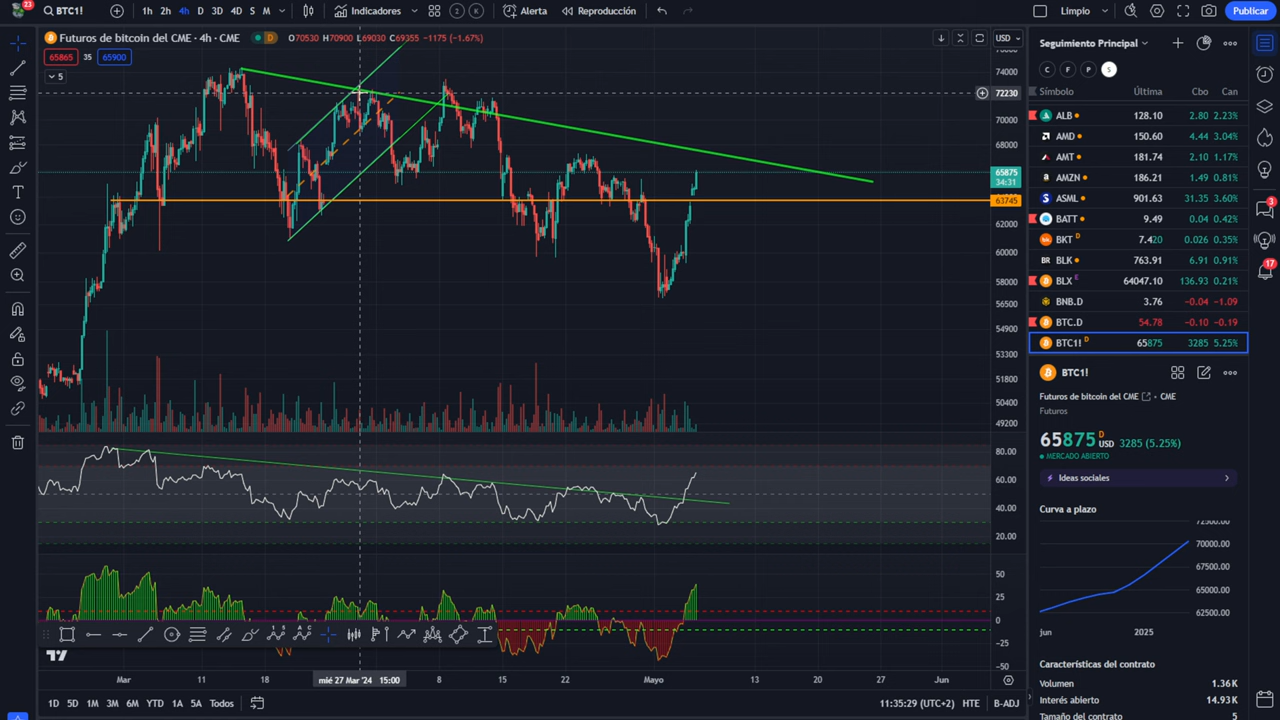 23
BTC1!
1h 2h 4h D 3D 4D S M
Indicadores
2 K
Alerta
Reproducción
Limpio
Publicar
Futuros de bitcoin del CME · 4h · CME
D
O70530 H70900 L69030 C69355 −1175 (−1.67%)
65865 35 65900
5
USD
74000
72230
70000
68000
65875
34:31
63745
62000
60000
58000
56500
54900
53300
51800
50400
49200
80.00
60.00
40.00
20.00
50
25
0
−25
−50
Mar 11 18 mié 27 Mar '24 15:00 8 15 22 Mayo 13 20 27 Jun
1D 5D 1M 3M 6M YTD 1A 5A Todos
11:35:29 (UTC+2) HTE B-ADJ
Seguimiento Principal
C F P S
Símbolo Última Cbo Can
ALB 128.10 2.80 2.23%
AMD 150.60 4.44 3.04%
AMT 181.74 2.10 1.17%
AMZN 186.21 1.49 0.81%
ASML 901.63 31.35 3.60%
BATT 9.49 0.04 0.42%
BKT D 7.420 0.026 0.35%
BLK 763.91 6.91 0.91%
BLX E 64047.10 136.93 0.21%
BNB.D 3.76 −0.04 −1.09
BTC.D 54.78 −0.10 −0.19
BTC1! D 65875 3285 5.25%
BTC1!
Futuros de bitcoin del CME · CME
Futuros
65875 D USD 3285 (5.25%)
MERCADO ABIERTO
Ideas sociales
Curva a plazo
72500.00
70000.00
67500.00
65000.00
62500.00
jun 2025
Características del contrato
Volumen 1.36K
Interés abierto 14.93K
Tamaño del contrato 5
3
17